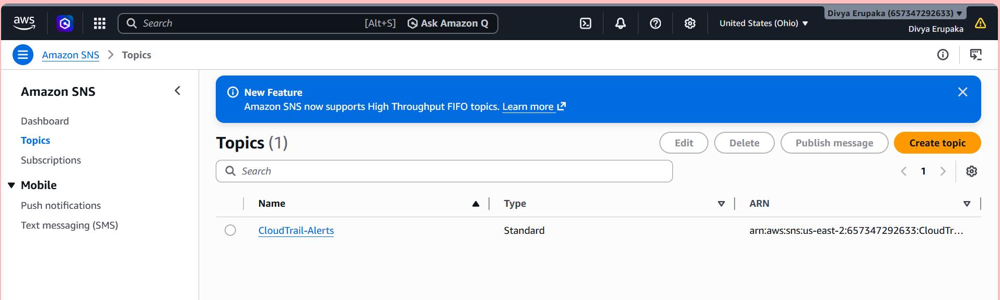 aws
Search
[Alt+S]
Ask Amazon Q
United States (Ohio)
Divya Erupaka (657347292633)
Divya Erupaka
Amazon SNS
Topics
Amazon SNS
Dashboard
Topics
Subscriptions
Mobile
Push notifications
Text messaging (SMS)
New Feature
Amazon SNS now supports High Throughput FIFO topics. Learn more
Topics (1)
Edit
Delete
Publish message
Create topic
Search
1
Name
Type
ARN
CloudTrail-Alerts
Standard
arn:aws:sns:us-east-2:657347292633:CloudTr...